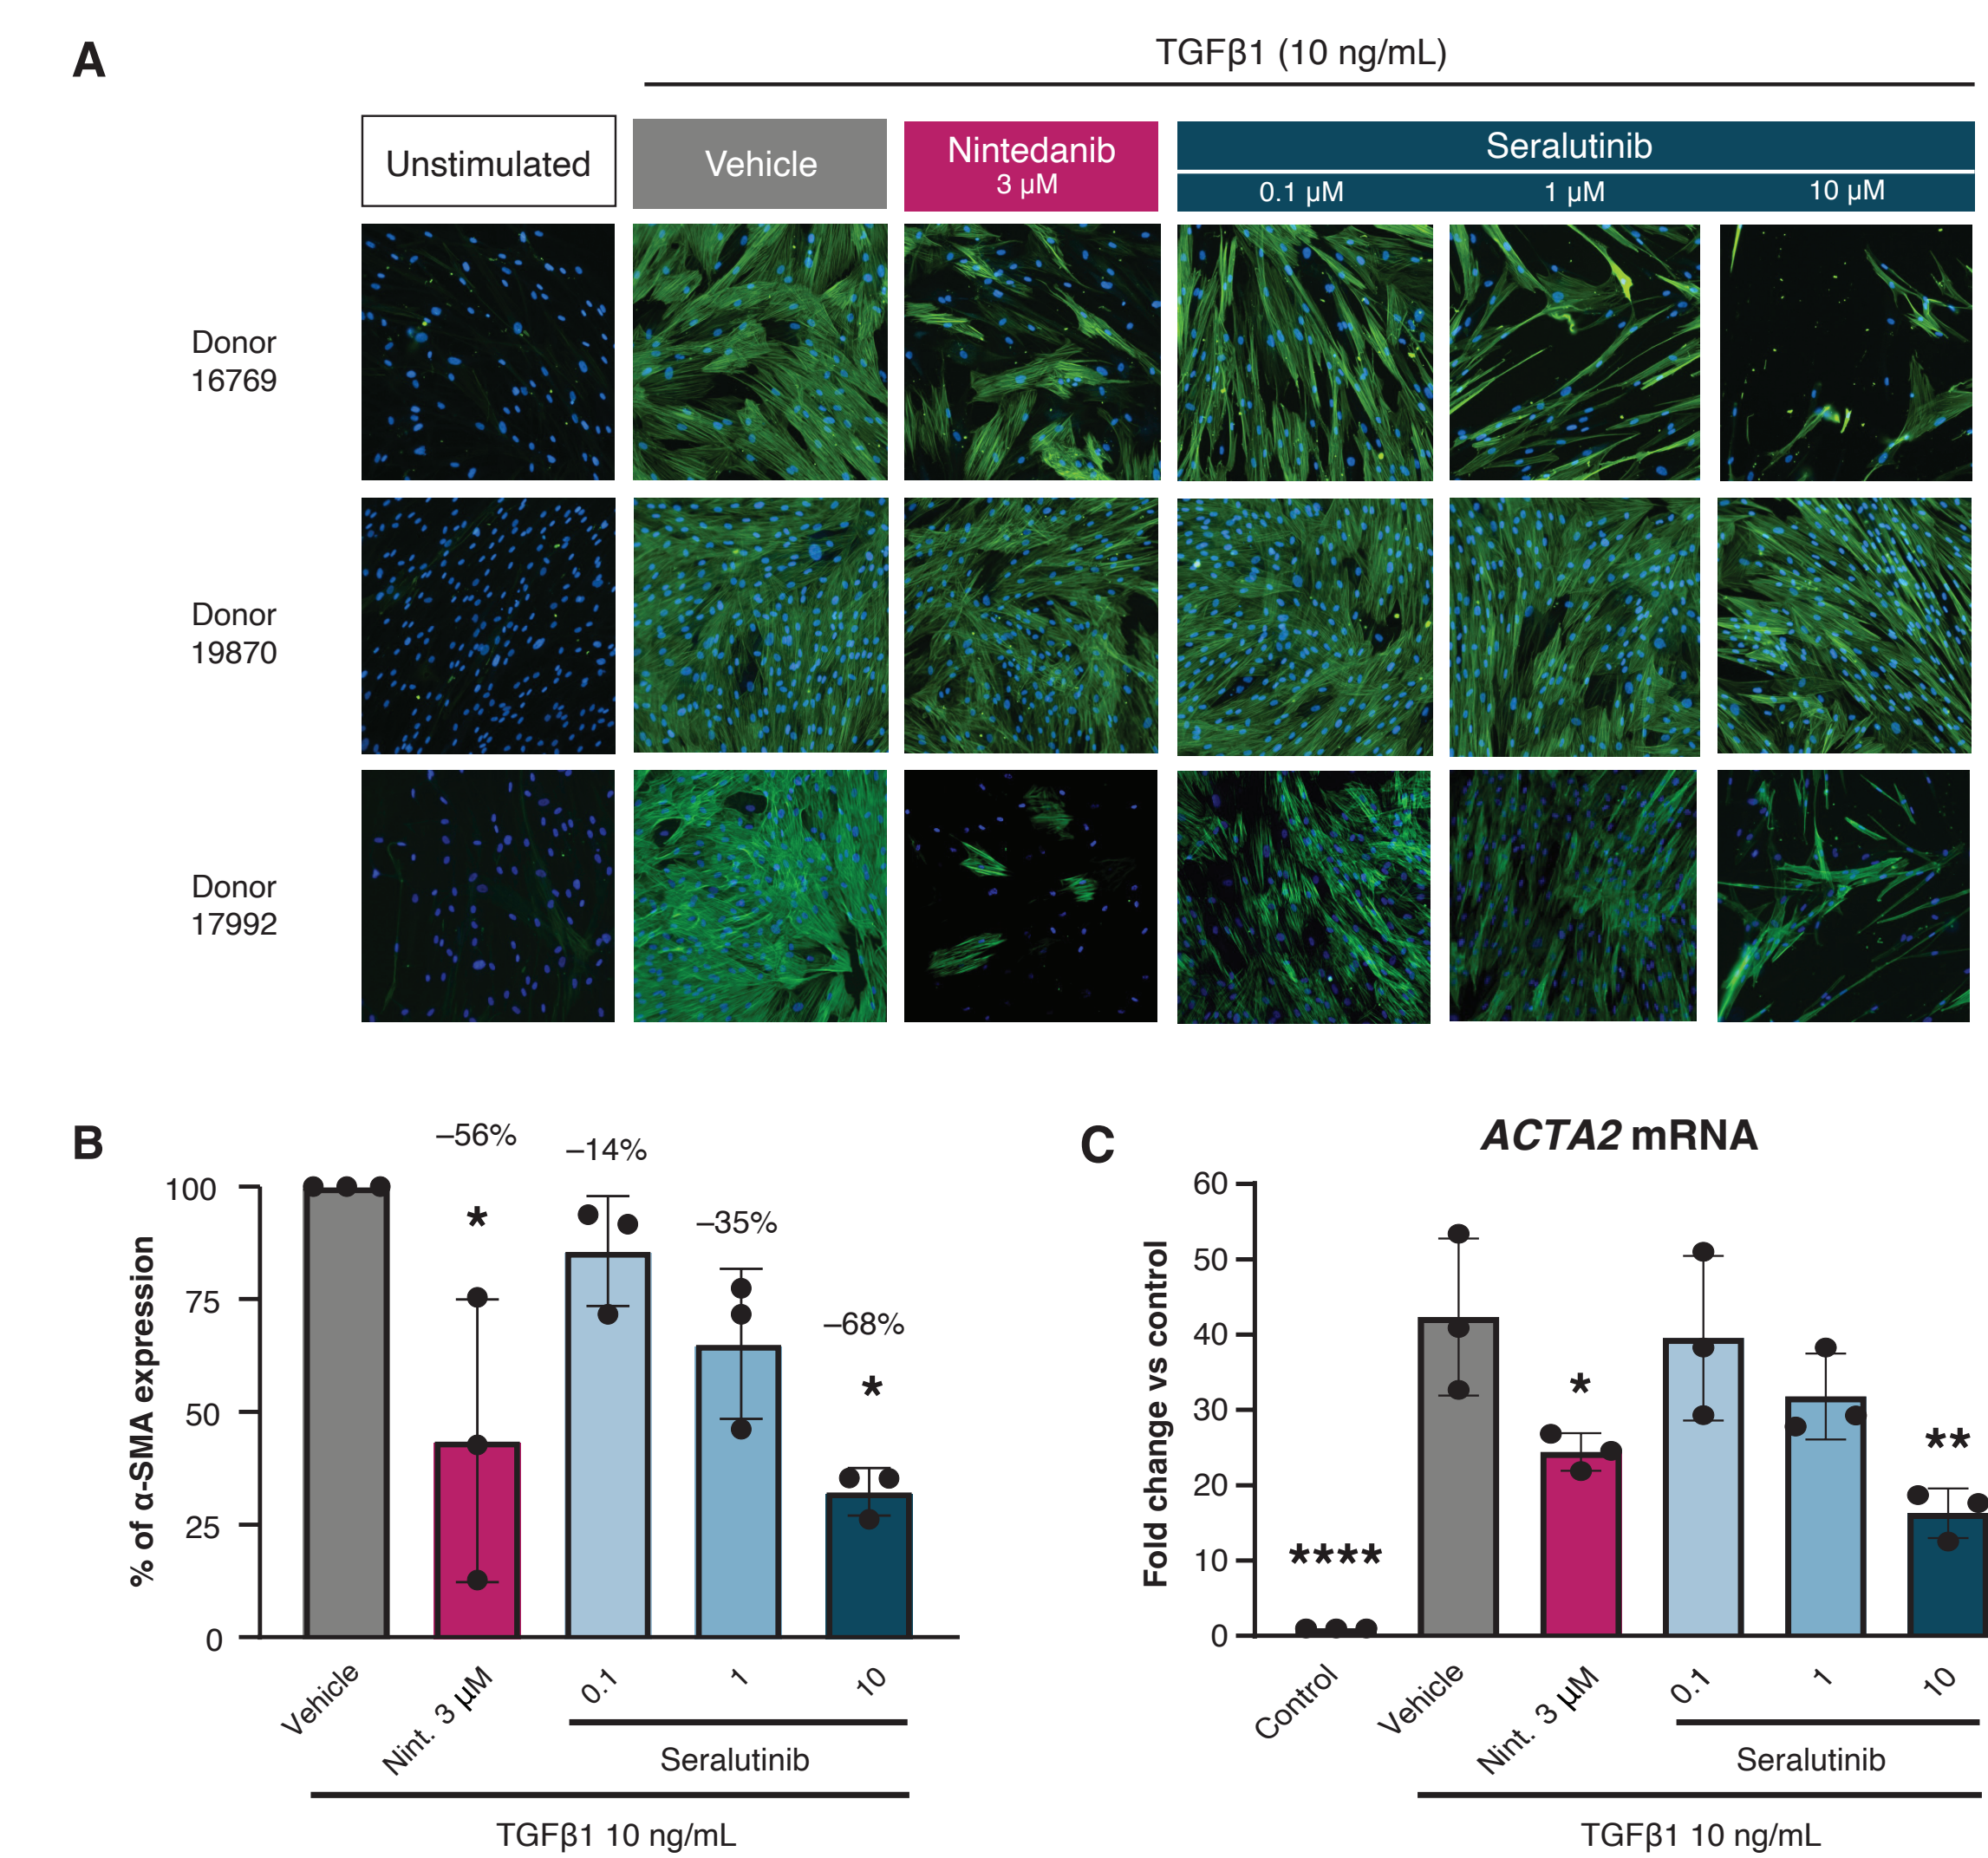 A
TGFβ1 (10 ng/mL)
Unstimulated
Vehicle
Nintedanib
3 μM
Seralutinib
0.1 μM
1 μM
10 μM
Donor
16769
Donor
19870
Donor
17992
B
–56%
–14%
–35%
–68%
*
*
% of α-SMA expression
100
75
50
25
0
Vehicle
Nint. 3 μM
0.1
1
10
Seralutinib
TGFβ1 10 ng/mL
C
ACTA2 mRNA
Fold change vs control
60
50
40
30
20
10
0
****
*
**
Control
Vehicle
Nint. 3 μM
0.1
1
10
Seralutinib
TGFβ1 10 ng/mL